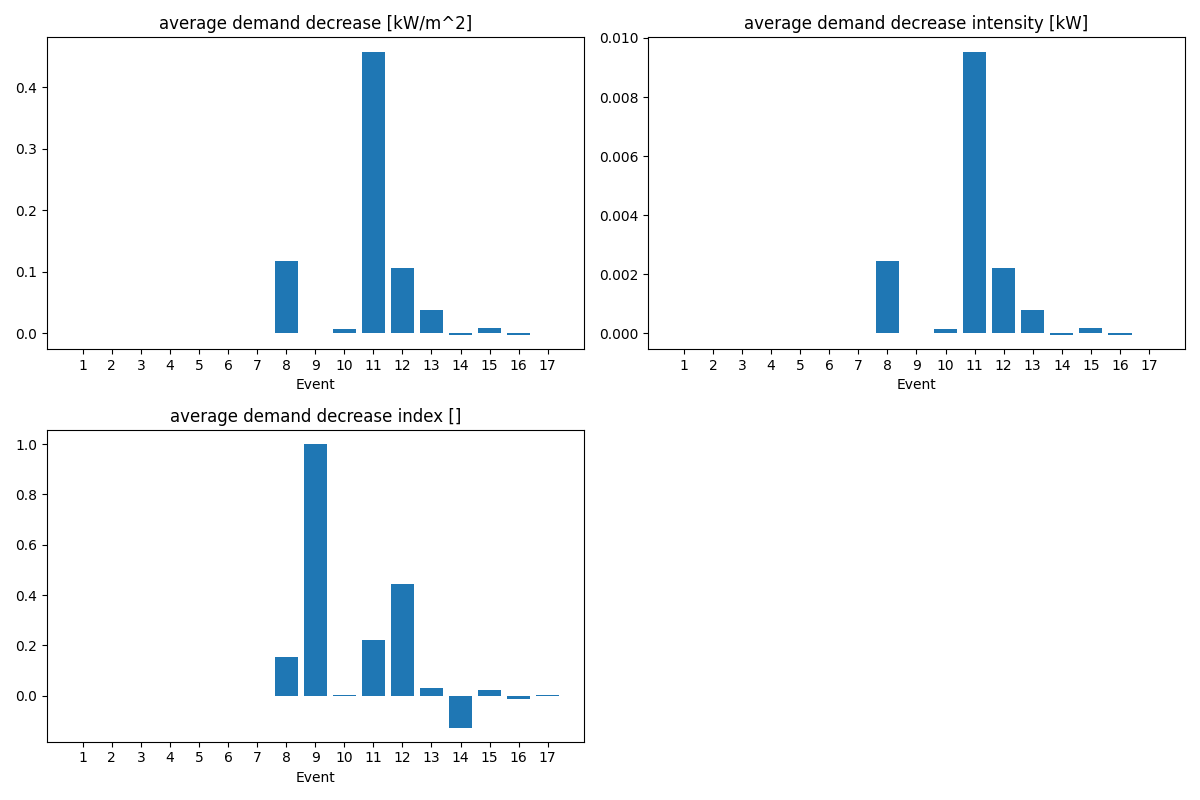 average demand decrease [kW/m^2]
0.4
0.3
0.2
0.1
0.0
1 2 3 4 5 6 7 8 9 10 11 12 13 14 15 16 17
Event
average demand decrease intensity [kW]
0.010
0.008
0.006
0.004
0.002
0.000
1 2 3 4 5 6 7 8 9 10 11 12 13 14 15 16 17
Event
average demand decrease index []
1.0
0.8
0.6
0.4
0.2
0.0
1 2 3 4 5 6 7 8 9 10 11 12 13 14 15 16 17
Event